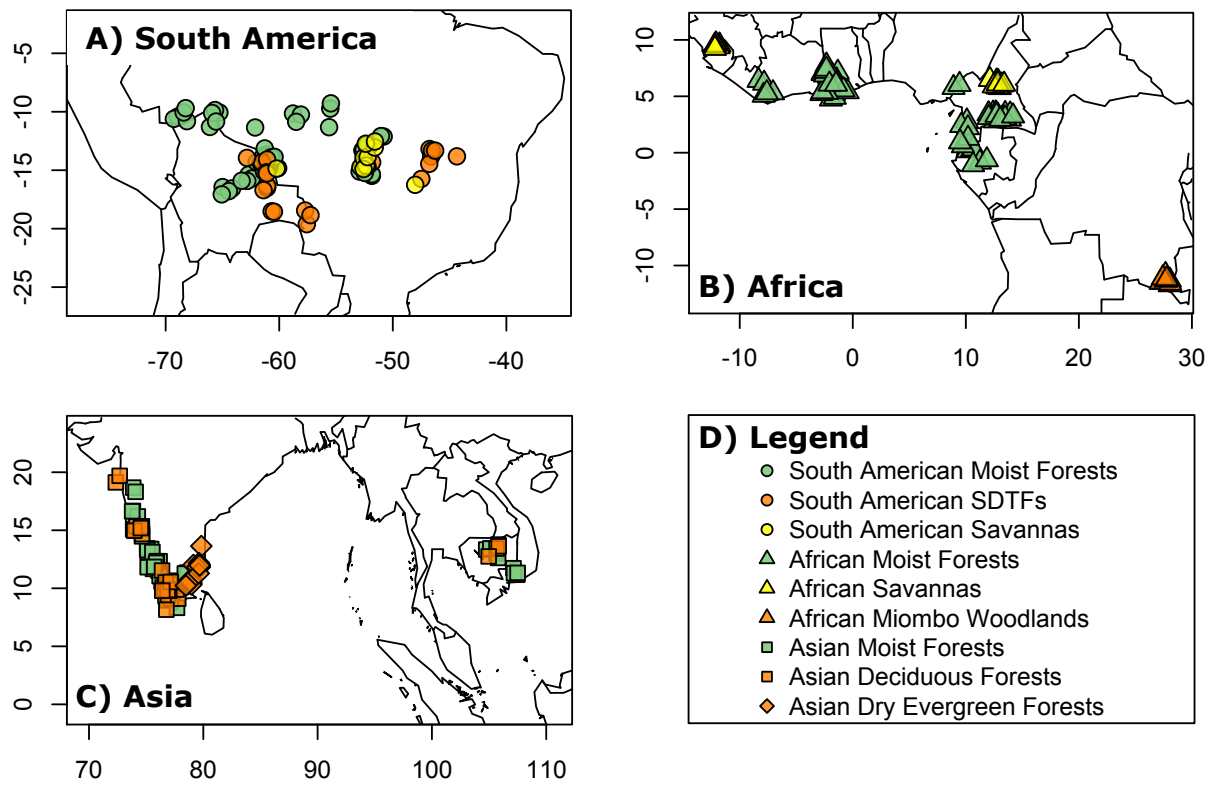 A) South America
-5
-10
-15
-20
-25
-70
-60
-50
-40
B) Africa
10
5
0
-5
-10
-10
0
10
20
30
C) Asia
20
15
10
5
0
70
80
90
100
110
D) Legend
South American Moist Forests
South American SDTFs
South American Savannas
African Moist Forests
African Savannas
African Miombo Woodlands
Asian Moist Forests
Asian Deciduous Forests
Asian Dry Evergreen Forests